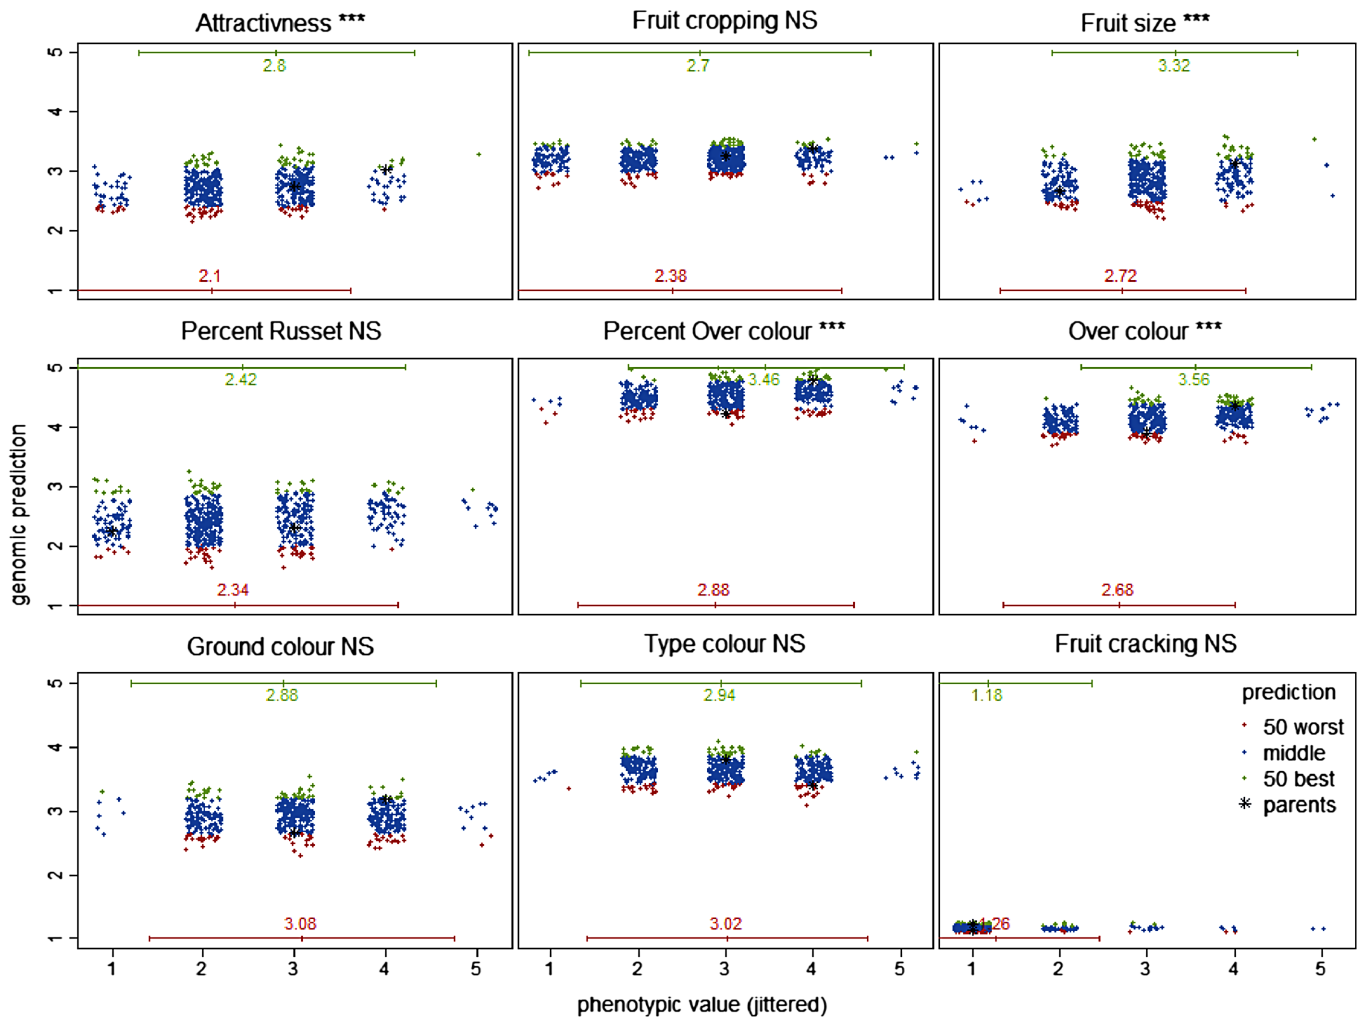 Attractivness ***
Fruit cropping NS
Fruit size ***
5
4
3
2
1
2.8
2.1
2.7
2.38
3.32
2.72
Percent Russet NS
Percent Over colour ***
Over colour ***
5
4
3
2
1
2.42
2.34
3.46
2.88
3.56
2.68
Ground colour NS
Type colour NS
Fruit cracking NS
5
4
3
2
1
2.88
3.08
2.94
3.02
1.18
1.26
prediction
50 worst
middle
50 best
parents
1 2 3 4 5
1 2 3 4 5
1 2 3 4 5
genomic prediction
phenotypic value (jittered)